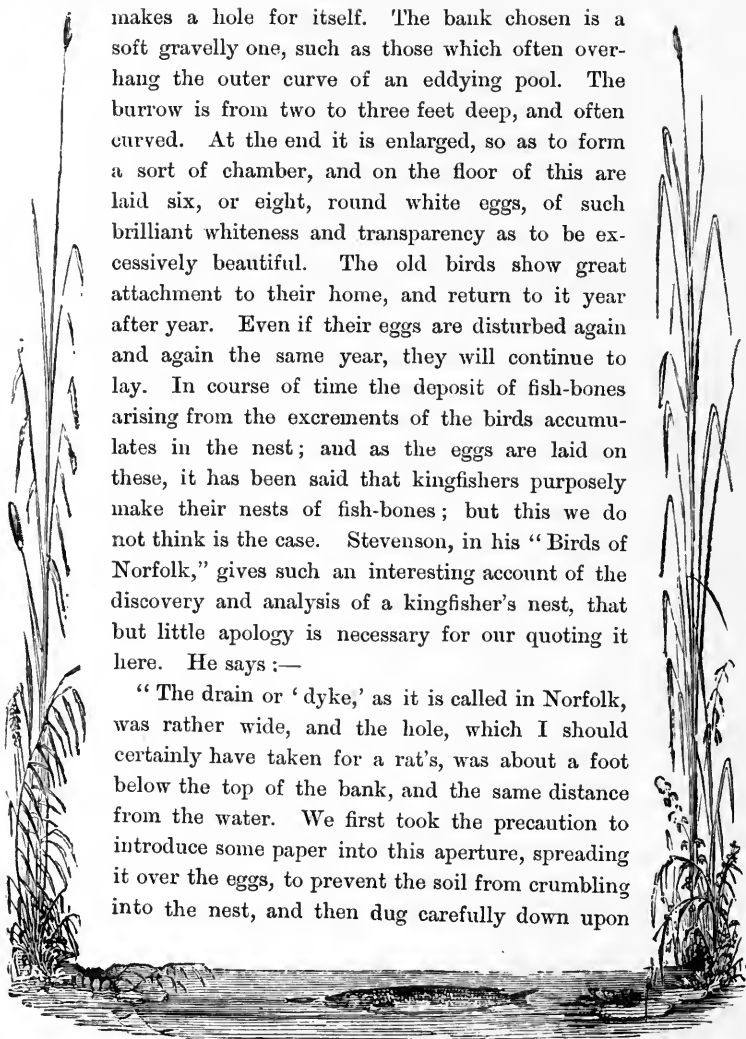 makes a hole for itself. The bank chosen is a
soft gravelly one, such as those which often over-
hang the outer curve of an eddying pool. The
burrow is from two to three feet deep, and often
curved. At the end it is enlarged, so as to form
a sort of chamber, and on the floor of this are
laid six, or eight, round white eggs, of such
brilliant whiteness and transparency as to be ex-
cessively beautiful. The old birds show great
attachment to their home, and return to it year
after year. Even if their eggs are disturbed again
and again the same year, they will continue to
lay. In course of time the deposit of fish-bones
arising from the excrements of the birds accumu-
lates in the nest; and as the eggs are laid on
these, it has been said that kingfishers purposely
make their nests of fish-bones; but this we do
not think is the case. Stevenson, in his “Birds of
Norfolk,” gives such an interesting account of the
discovery and analysis of a kingfisher's nest, that
but little apology is necessary for our quoting it
here. He says:—
“The drain or ‘dyke,’ as it is called in Norfolk,
was rather wide, and the hole, which I should
certainly have taken for a rat's, was about a foot
below the top of the bank, and the same distance
from the water. We first took the precaution to
introduce some paper into this aperture, spreading
it over the eggs, to prevent the soil from crumbling
into the nest, and then dug carefully down upon